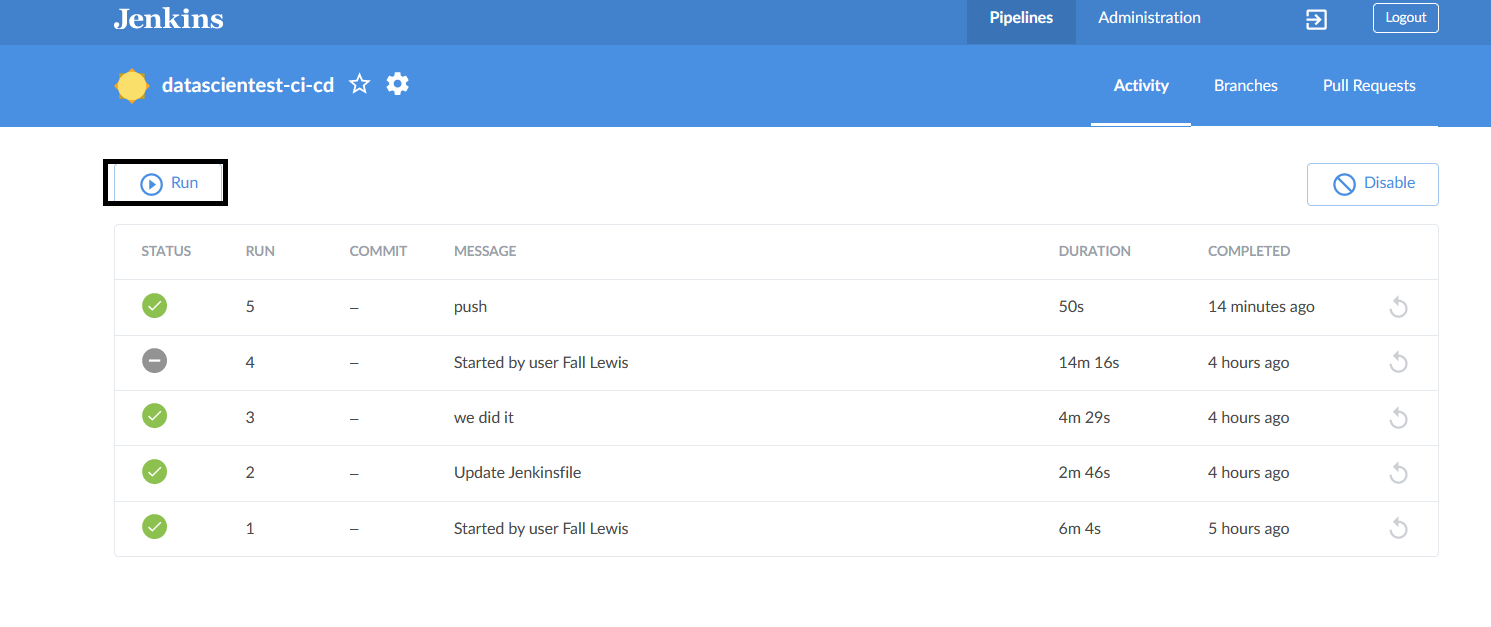 Jenkins
Pipelines
Administration
Logout
datascientest-ci-cd
Activity
Branches
Pull Requests
Run
Disable
STATUS RUN COMMIT MESSAGE DURATION COMPLETED
5 – push 50s 14 minutes ago
4 – Started by user Fall Lewis 14m 16s 4 hours ago
3 – we did it 4m 29s 4 hours ago
2 – Update Jenkinsfile 2m 46s 4 hours ago
1 – Started by user Fall Lewis 6m 4s 5 hours ago